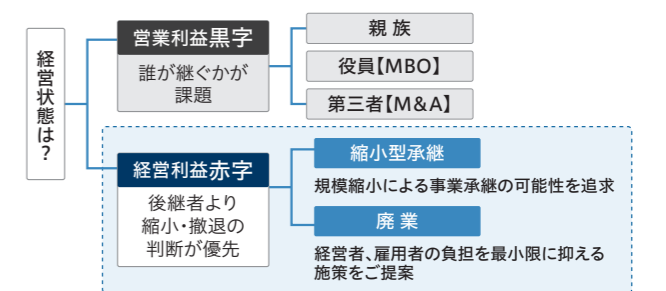 経営状態は？
営業利益黒字
誰が継ぐかが
課題
親族
役員【MBO】
第三者【M&A】
経営利益赤字
後継者より
縮小・撤退の
判断が優先
縮小型承継
規模縮小による事業承継の可能性を追求
廃業
経営者、雇用者の負担を最小限に抑える
施策をご提案